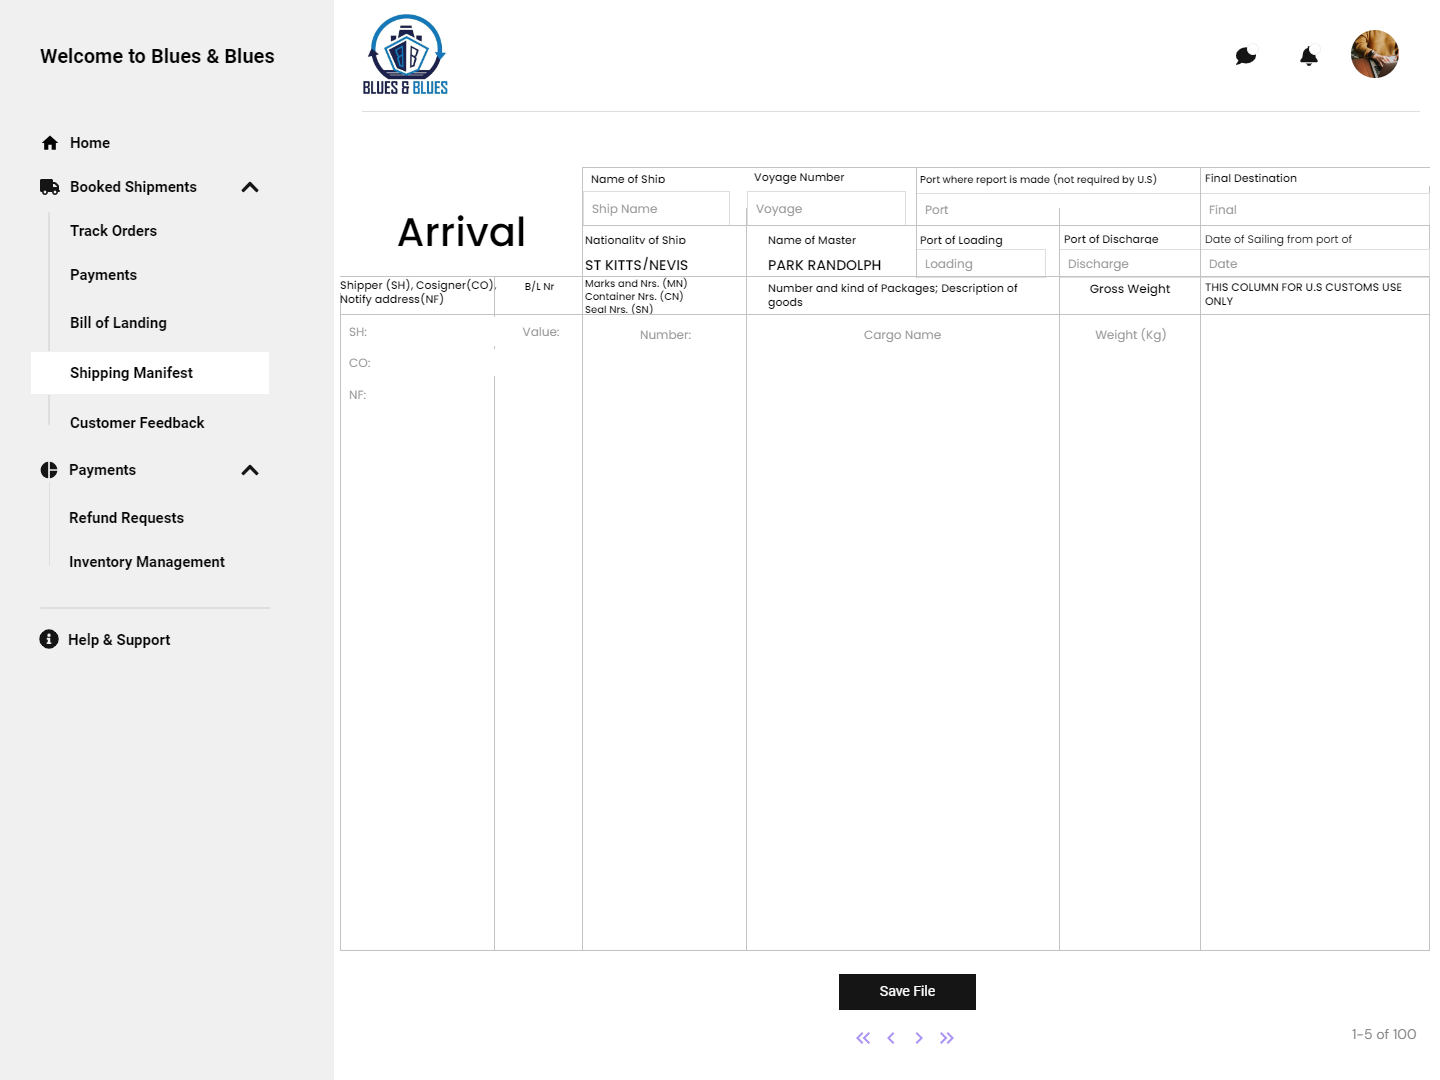 Welcome to Blues & Blues
Home
Booked Shipments
Track Orders
Payments
Bill of Landing
Shipping Manifest
Customer Feedback
Payments
Refund Requests
Inventory Management
Help & Support
BLUES & BLUES
Arrival
Name of Ship
Voyage Number
Port where report is made (not required by U.S)
Final Destination
Ship Name
Voyage
Port
Final
Nationality of Ship
Name of Master
Port of Loading
Port of Discharge
Date of Sailing from port of
ST KITTS/NEVIS
PARK RANDOLPH
Loading
Discharge
Date
Shipper (SH), Cosigner(CO),
Notify address(NF)
B/L Nr
Marks and Nrs. (MN)
Container Nrs. (CN)
Seal Nrs. (SN)
Number and kind of Packages; Description of
goods
Gross Weight
THIS COLUMN FOR U.S CUSTOMS USE
ONLY
SH:
Value:
Number:
Cargo Name
Weight (Kg)
CO:
NF:
Save File
1-5 of 100